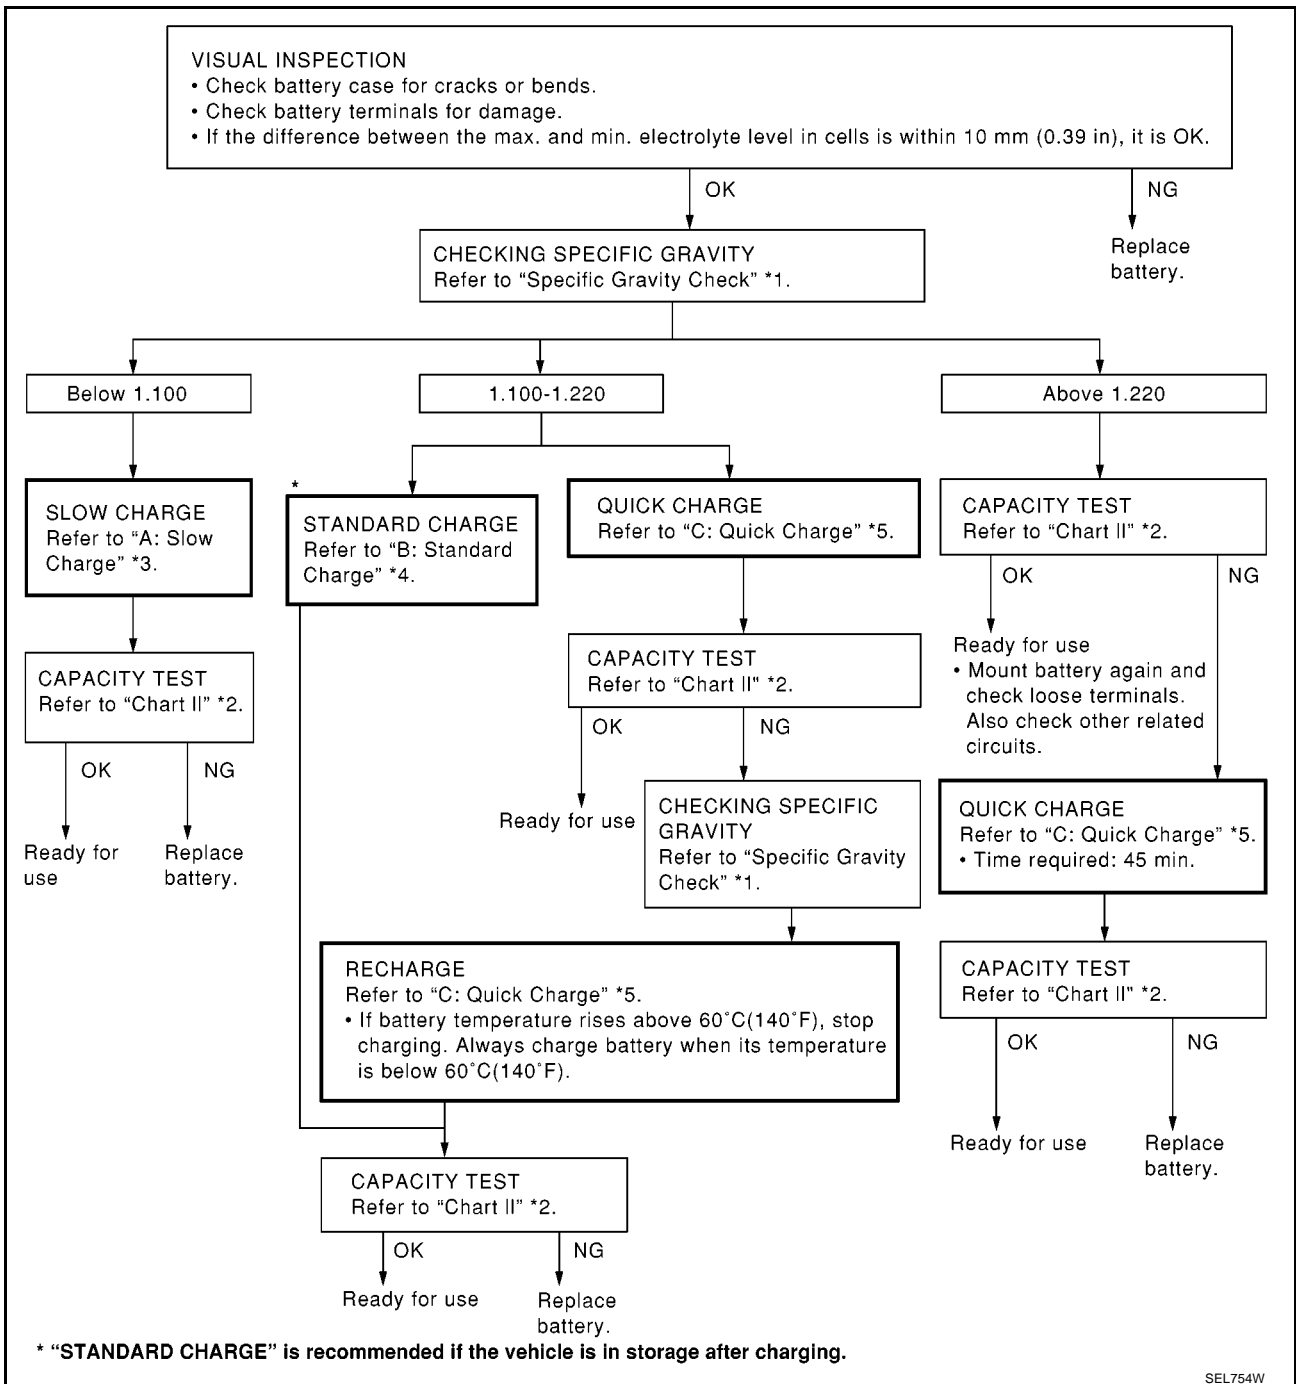 VISUAL INSPECTION
• Check battery case for cracks or bends.
• Check battery terminals for damage.
• If the difference between the max. and min. electrolyte level in cells is within 10 mm (0.39 in), it is OK.
OK
NG
Replace
battery.
CHECKING SPECIFIC GRAVITY
Refer to “Specific Gravity Check” *1.
Below 1.100
1.100-1.220
Above 1.220
SLOW CHARGE
Refer to “A: Slow
Charge” *3.
CAPACITY TEST
Refer to “Chart II” *2.
OK
NG
Ready for
use
Replace
battery.
*
STANDARD CHARGE
Refer to “B: Standard
Charge” *4.
QUICK CHARGE
Refer to “C: Quick Charge” *5.
CAPACITY TEST
Refer to “Chart II” *2.
OK
NG
Ready for use
CHECKING SPECIFIC
GRAVITY
Refer to “Specific Gravity
Check” *1.
RECHARGE
Refer to “C: Quick Charge” *5.
• If battery temperature rises above 60°C(140°F), stop
charging. Always charge battery when its temperature
is below 60°C(140°F).
CAPACITY TEST
Refer to “Chart II” *2.
OK
NG
Ready for use
Replace
battery.
CAPACITY TEST
Refer to “Chart II” *2.
OK
NG
Ready for use
• Mount battery again and
check loose terminals.
Also check other related
circuits.
QUICK CHARGE
Refer to “C: Quick Charge” *5.
• Time required: 45 min.
CAPACITY TEST
Refer to “Chart II” *2.
OK
NG
Ready for use
Replace
battery.
* “STANDARD CHARGE” is recommended if the vehicle is in storage after charging.
SEL754W